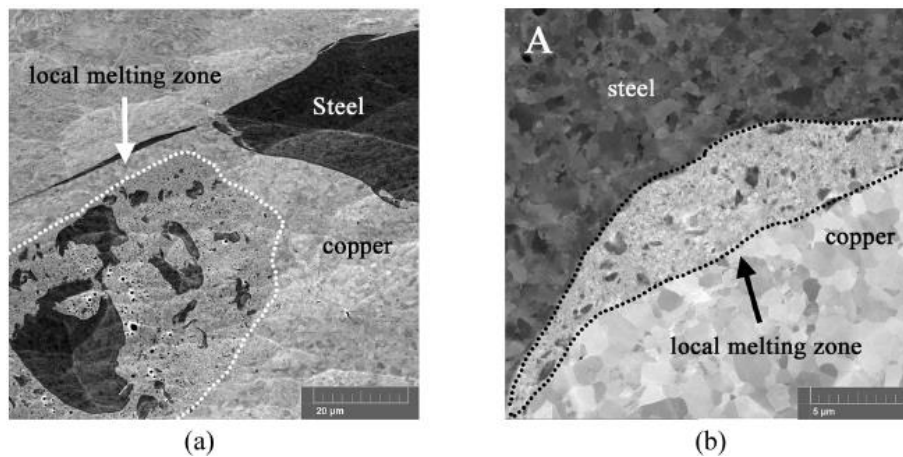 local melting zone
Steel
copper
20 µm
(a)
A
steel
copper
local melting zone
5 µm
(b)